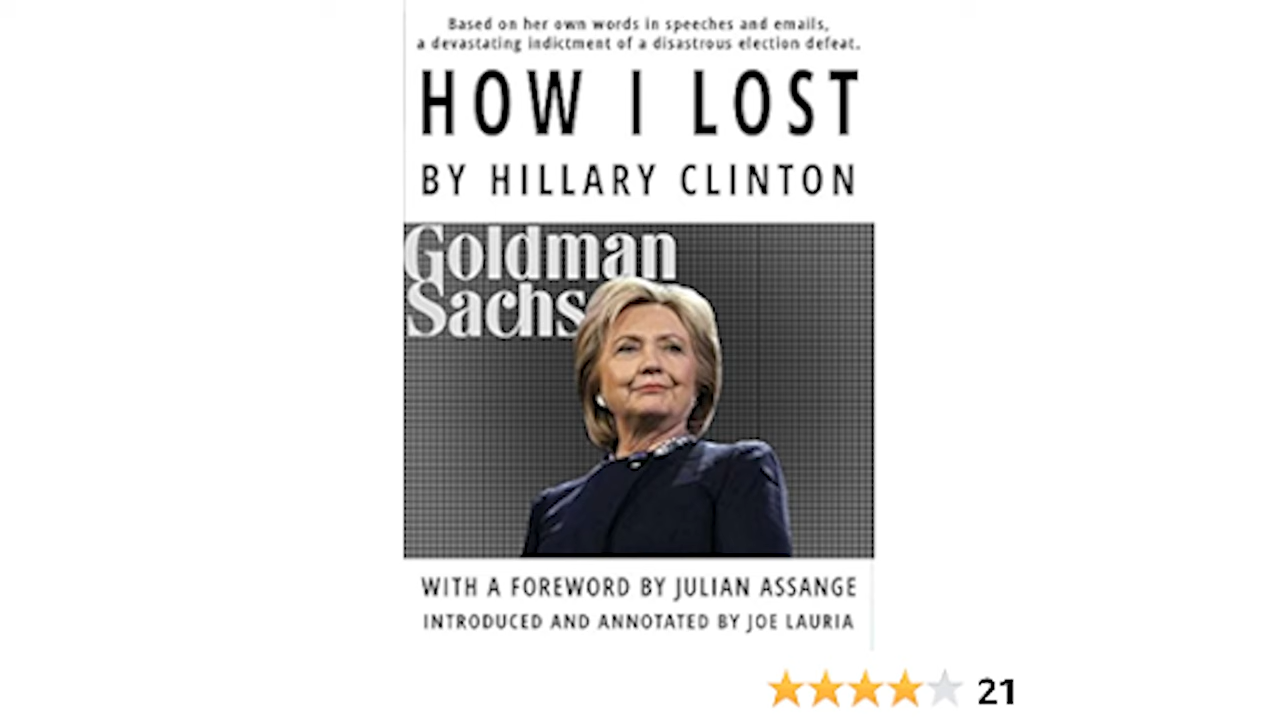 Based on her own words in speeches and emails,
a devastating indictment of a disastrous election defeat.
HOW I LOST
BY HILLARY CLINTON
Goldman
Sachs
WITH A FOREWORD BY JULIAN ASSANGE
INTRODUCED AND ANNOTATED BY JOE LAURIA
21